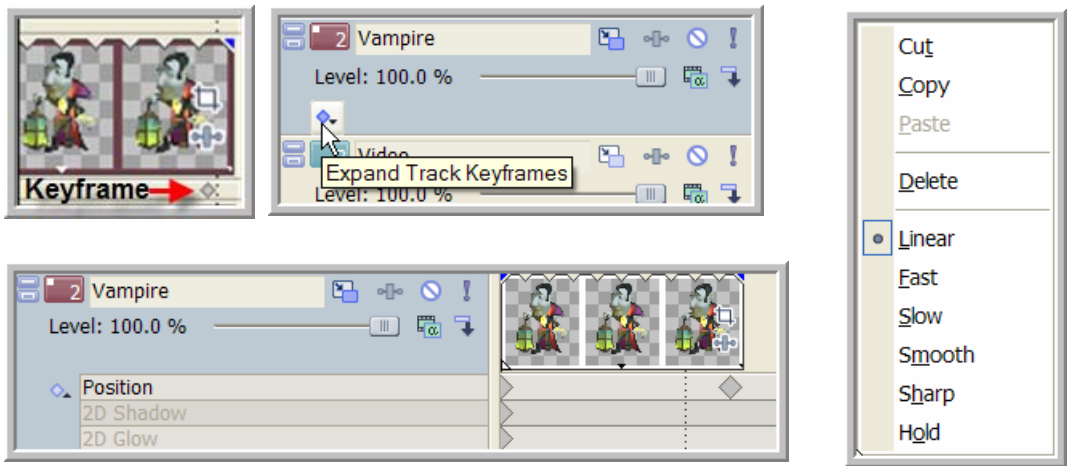 Keyframe
2 Vampire
Level: 100.0 %
Video
Expand Track Keyframes
Level: 100.0 %
2 Vampire
Level: 100.0 %
Position
2D Shadow
2D Glow
Cut
Copy
Paste
Delete
Linear
Fast
Slow
Smooth
Sharp
Hold